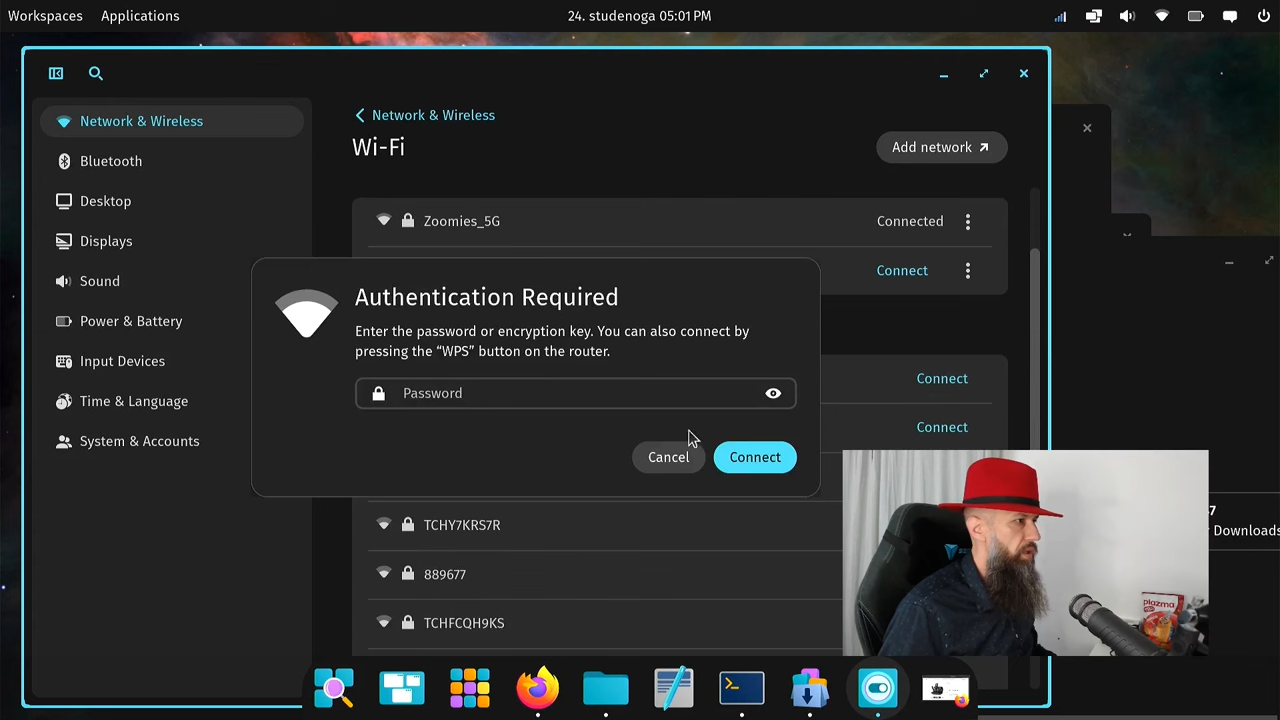 Workspaces Applications 24. studenoga 05:01 PM
Network & Wireless
Bluetooth
Desktop
Displays
Sound
Power & Battery
Input Devices
Time & Language
System & Accounts
Network & Wireless
Wi-Fi
Add network
Zoomies_5G Connected
Connect
Authentication Required
Enter the password or encryption key. You can also connect by
pressing the “WPS” button on the router.
Password
Cancel Connect
Connect
Connect
TCHY7KRS7R
889677
TCHFCQH9KS
7
Downloads
plazma